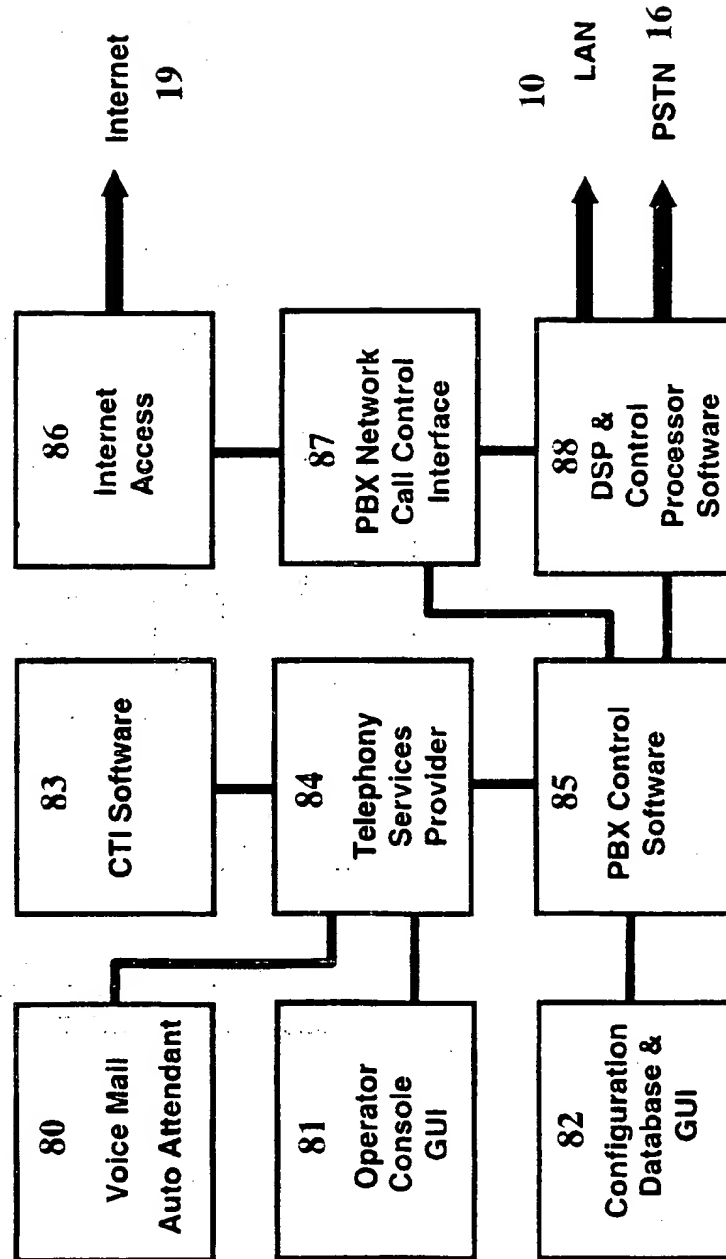 80
Voice Mail
Auto Attendant
83
CTI Software
86
Internet
Access
Internet
19
81
Operator
Console
GUI
84
Telephony
Services
Provider
87
PBX Network
Call Control
Interface
82
Configuration
Database &
GUI
85
PBX Control
Software
88
DSP &
Control
Processor
Software
10
LAN
PSTN 16